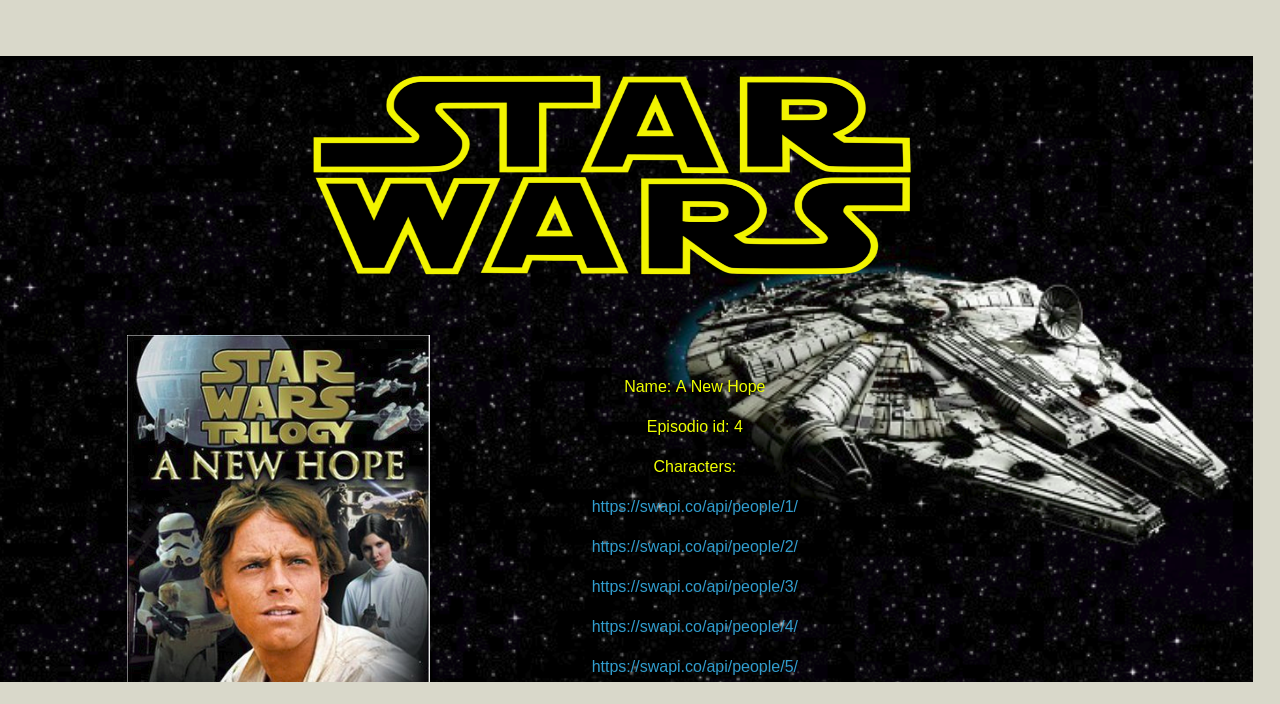 STAR
WARS
STAR
WARS
TRILOGY
A NEW HOPE
Name: A New Hope
Episodio id: 4
Characters:
https://swapi.co/api/people/1/
https://swapi.co/api/people/2/
https://swapi.co/api/people/3/
https://swapi.co/api/people/4/
https://swapi.co/api/people/5/